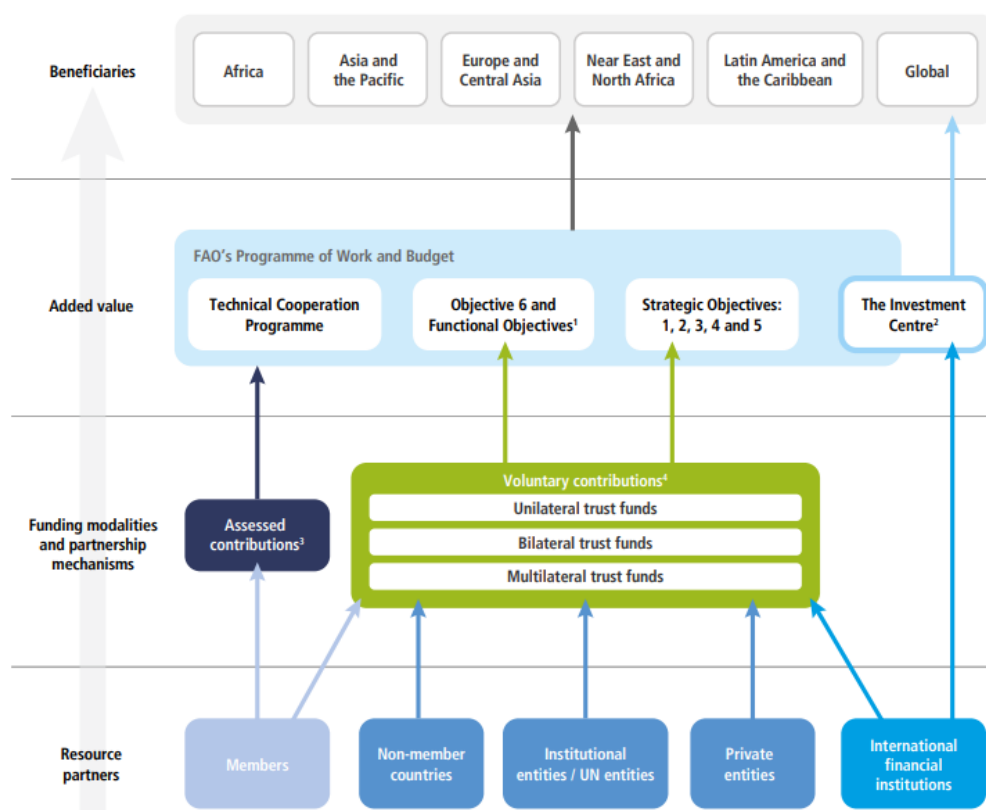 Beneficiaries
Africa
Asia and
the Pacific
Europe and
Central Asia
Near East and
North Africa
Latin America and
the Caribbean
Global
Added value
FAO's Programme of Work and Budget
Technical Cooperation
Programme
Objective 6 and
Functional Objectives¹
Strategic Objectives:
1, 2, 3, 4 and 5
The Investment
Centre²
Funding modalities
and partnership
mechanisms
Assessed
contributions³
Voluntary contributions⁴
Unilateral trust funds
Bilateral trust funds
Multilateral trust funds
Resource
partners
Members
Non-member
countries
Institutional
entities / UN entities
Private
entities
International
financial
institutions